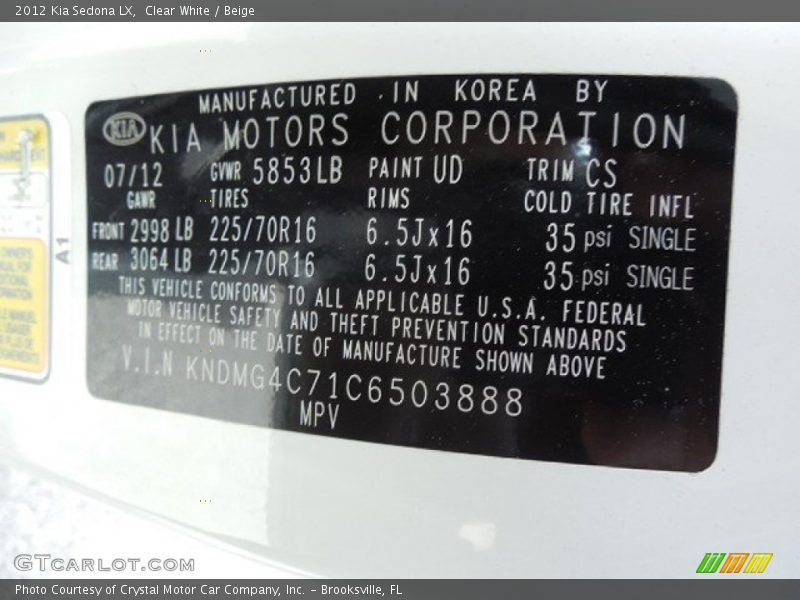 2012 Kia Sedona LX,  Clear White / Beige
MANUFACTURED IN KOREA BY
KIA KIA MOTORS CORPORATION
07/12 GVWR 5853LB PAINT UD TRIM CS
GAWR TIRES RIMS COLD TIRE INFL
FRONT 2998 LB 225/70R16 6.5Jx16 35 psi SINGLE
REAR 3064 LB 225/70R16 6.5Jx16 35 psi SINGLE
THIS VEHICLE CONFORMS TO ALL APPLICABLE U.S.A. FEDERAL
MOTOR VEHICLE SAFETY AND THEFT PREVENTION STANDARDS
IN EFFECT ON THE DATE OF MANUFACTURE SHOWN ABOVE
V.I.N KNDMG4C71C6503888
MPV
A1
GTCARLOT.COM
Photo Courtesy of Crystal Motor Car Company, Inc. - Brooksville, FL